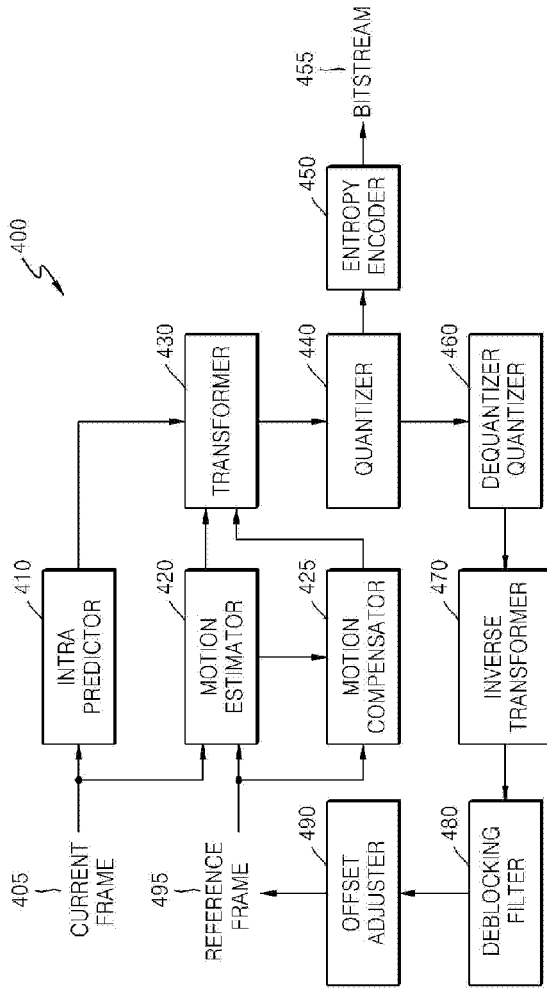 400
405
CURRENT
FRAME
410
INTRA
PREDICTOR
495
REFERENCE
FRAME
420
MOTION
ESTIMATOR
425
MOTION
COMPENSATOR
430
TRANSFORMER
440
QUANTIZER
450
ENTROPY
ENCODER
455
BITSTREAM
460
DEQUANTIZER
QUANTIZER
470
INVERSE
TRANSFORMER
480
DEBLOCKING
FILTER
490
OFFSET
ADJUSTER